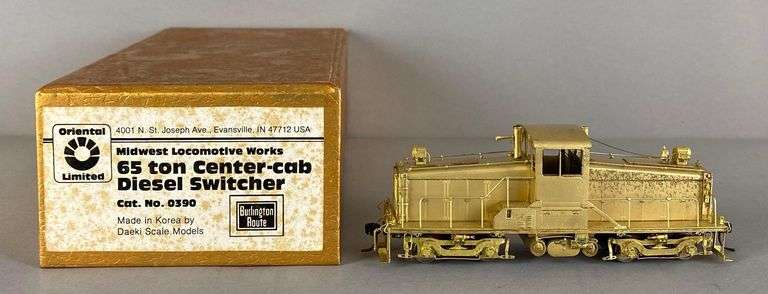 Oriental
Limited
4001 N. St. Joseph Ave., Evansville, IN 47712 USA
Midwest Locomotive Works
65 ton Center-cab
Diesel Switcher
Cat. No. 0390
Made in Korea by
Daeki Scale Models
Burlington
Route